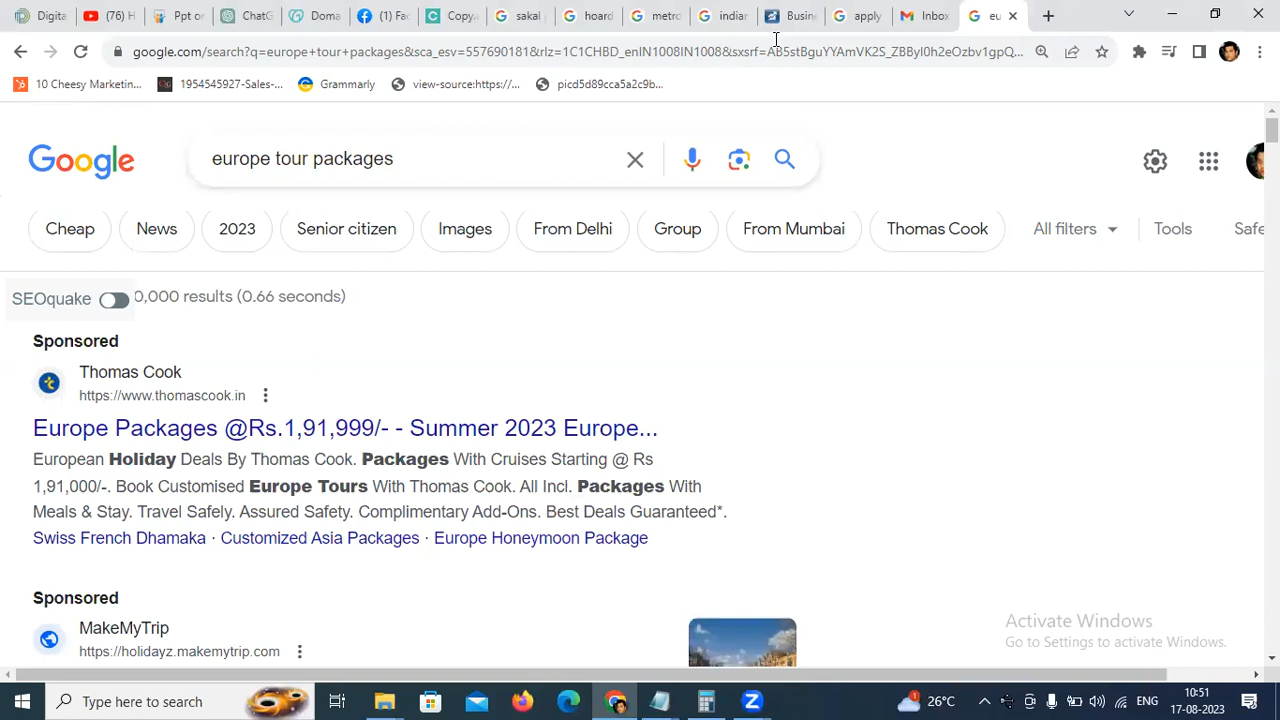 Digita
(76) H
Ppt or
ChatG
Doma
(1) Fac
Copy.
sakal
hoard
metro
indian
Busin
apply
Inbox
eu
google.com/search?q=europe+tour+packages&sca_esv=557690181&rlz=1C1CHBD_enIN1008IN1008&sxsrf=AB5stBguYYAmVK2S_ZBByI0h2eOzbv1gpQ...
10 Cheesy Marketin...
1954545927-Sales-...
Grammarly
view-source:https://...
picd5d89cca5a2c9b...
Google
europe tour packages
Cheap
News
2023
Senior citizen
Images
From Delhi
Group
From Mumbai
Thomas Cook
All filters
Tools
Safe
SEOquake
0,000 results (0.66 seconds)
Sponsored
Thomas Cook
https://www.thomascook.in
Europe Packages @Rs.1,91,999/- - Summer 2023 Europe...
European Holiday Deals By Thomas Cook. Packages With Cruises Starting @ Rs
1,91,000/-. Book Customised Europe Tours With Thomas Cook. All Incl. Packages With
Meals & Stay. Travel Safely. Assured Safety. Complimentary Add-Ons. Best Deals Guaranteed*.
Swiss French Dhamaka · Customized Asia Packages · Europe Honeymoon Package
Sponsored
MakeMyTrip
https://holidayz.makemytrip.com
Activate Windows
Go to Settings to activate Windows.
Type here to search
26°C
ENG
10:51
17-08-2023